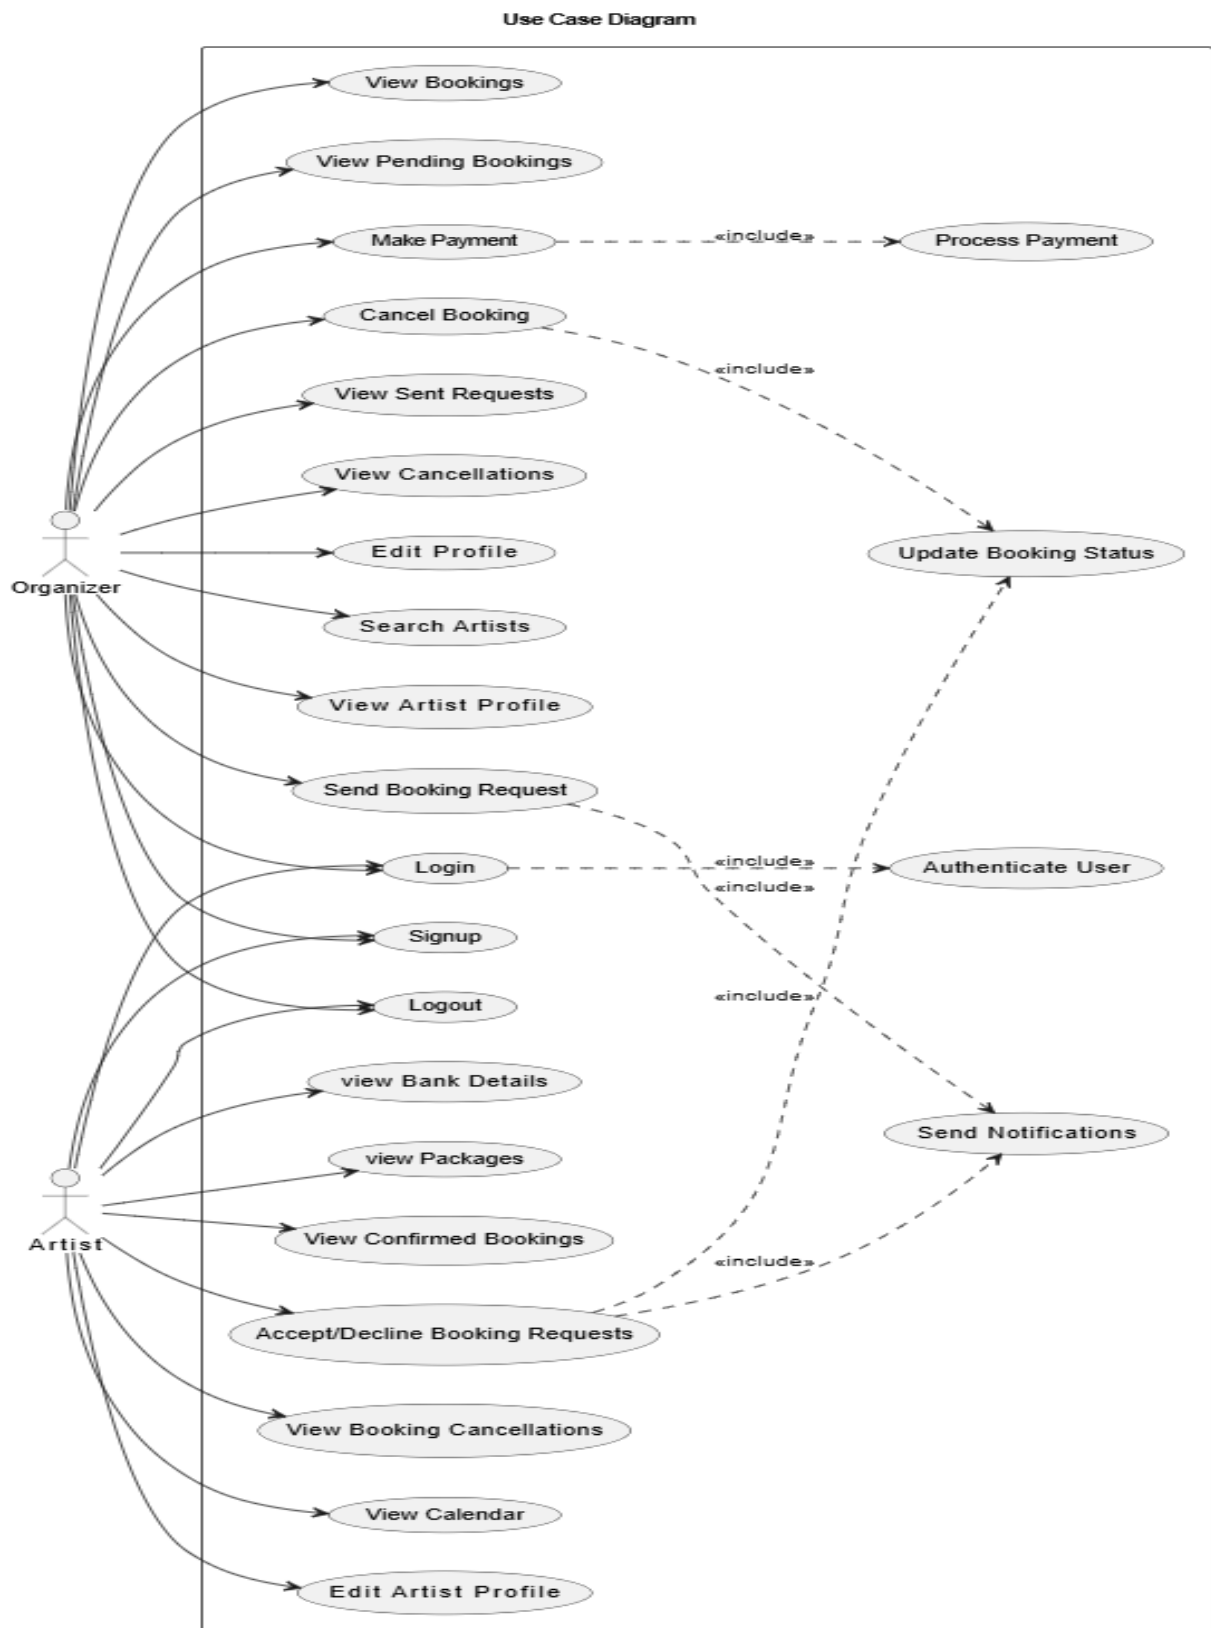 Use Case Diagram
View Bookings
View Pending Bookings
Make Payment
«include»
Process Payment
Cancel Booking
«include»
View Sent Requests
View Cancellations
Edit Profile
Update Booking Status
Organizer
Search Artists
View Artist Profile
Send Booking Request
Login
«include»
Authenticate User
«include»
Signup
Logout
«include»
view Bank Details
Send Notifications
view Packages
View Confirmed Bookings
Artist
«include»
Accept/Decline Booking Requests
View Booking Cancellations
View Calendar
Edit Artist Profile